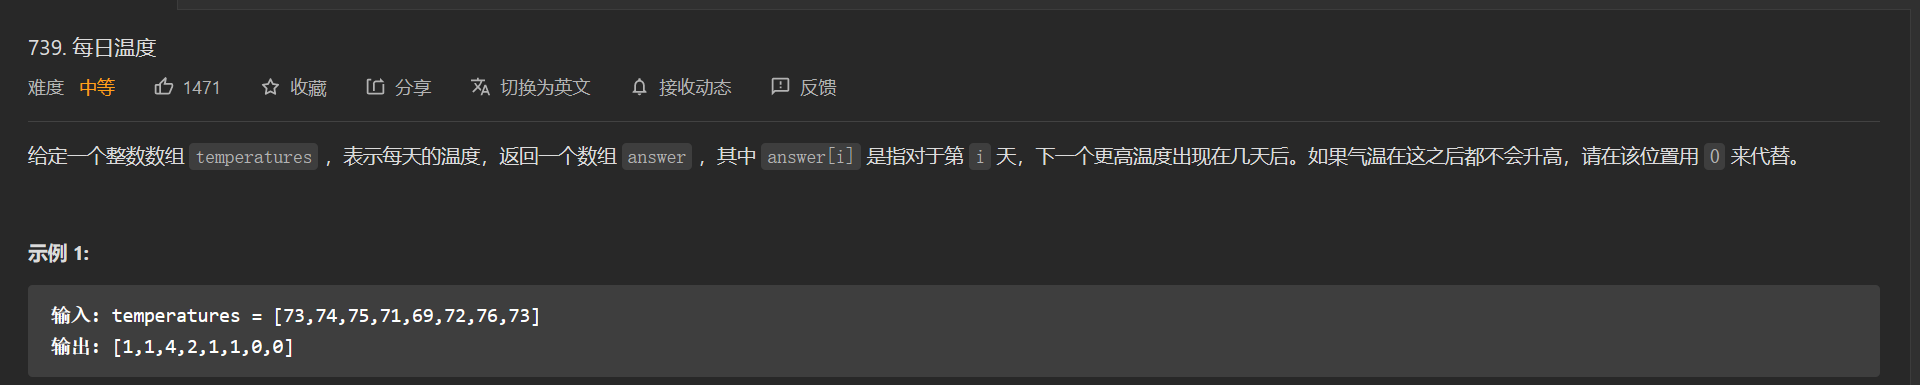 739. 每日温度
难度 中等 1471 收藏 分享 切换为英文 接收动态 反馈
给定一个整数数组 temperatures ，表示每天的温度，返回一个数组 answer ，其中 answer[i] 是指对于第 i 天，下一个更高温度出现在几天后。如果气温在这之后都不会升高，请在该位置用 0 来代替。
示例 1:
输入: temperatures = [73,74,75,71,69,72,76,73]
输出: [1,1,4,2,1,1,0,0]